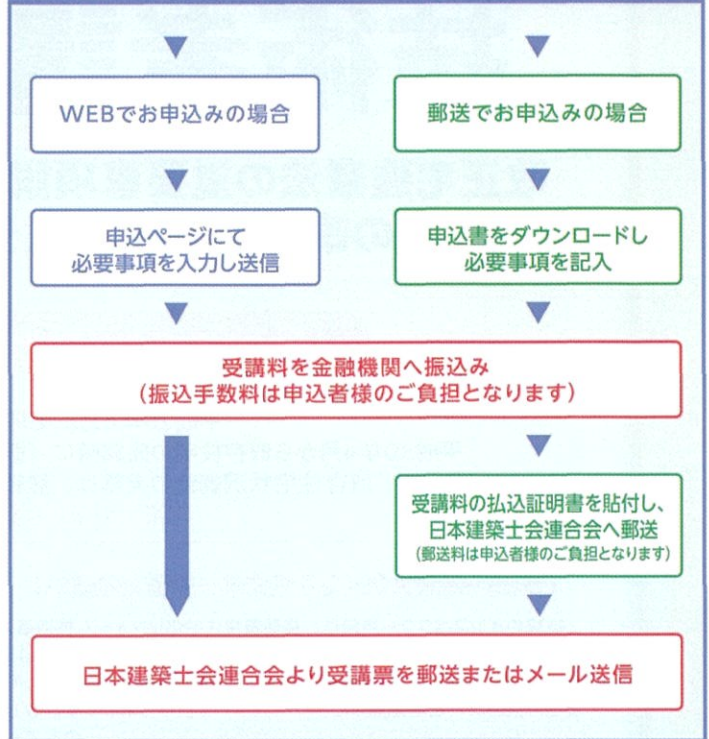 WEBでお申込みの場合
郵送でお申込みの場合
申込ページにて
必要事項を入力し送信
申込書をダウンロードし
必要事項を記入
受講料を金融機関へ振込み
（振込手数料は申込者様のご負担となります）
受講料の払込証明書を貼付し、
日本建築士会連合会へ郵送
（郵送料は申込者様のご負担となります）
日本建築士会連合会より受講票を郵送またはメール送信